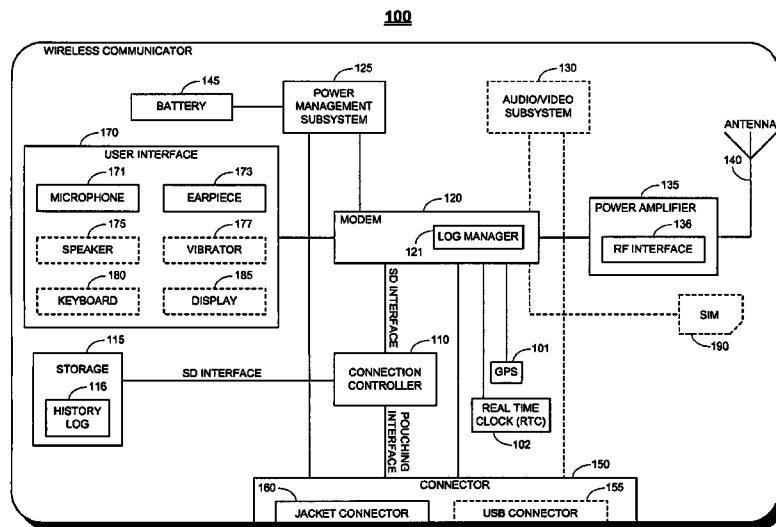 100
WIRELESS COMMUNICATOR
145
BATTERY
125
POWER
MANAGEMENT
SUBSYSTEM
130
AUDIO/VIDEO
SUBSYSTEM
ANTENNA
140
170
USER INTERFACE
171
MICROPHONE
173
EARPIECE
175
SPEAKER
177
VIBRATOR
180
KEYBOARD
185
DISPLAY
120
MODEM
121
LOG MANAGER
135
POWER AMPLIFIER
136
RF INTERFACE
SIM
190
SD INTERFACE
115
STORAGE
116
HISTORY
LOG
SD INTERFACE
110
CONNECTION
CONTROLLER
101
GPS
REAL TIME
CLOCK (RTC)
102
POUCHING
INTERFACE
150
CONNECTOR
160
JACKET CONNECTOR
155
USB CONNECTOR